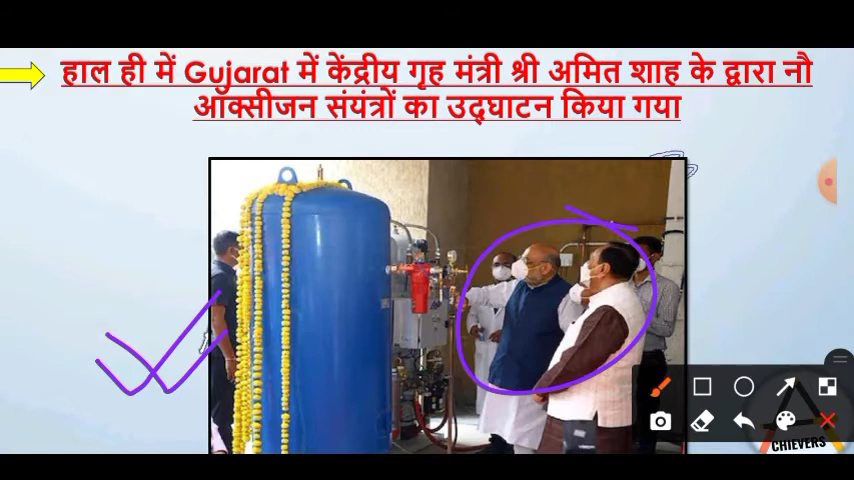 हाल ही में Gujarat में केंद्रीय गृह मंत्री श्री अमित शाह के द्वारा नौ
ऑक्सीजन संयंत्रों का उद्घाटन किया गया
CHIEVERS